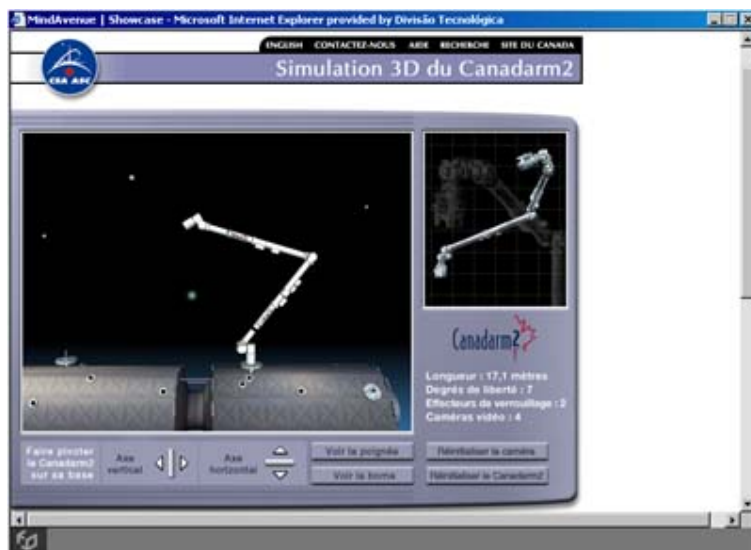 MindAvenue | Showcase - Microsoft Internet Explorer provided by Divisão Tecnológica
ENGLISH CONTACTEZ-NOUS AIDE RECHERCHE SITE DU CANADA
CSA ASC
Simulation 3D du Canadarm2
Canadarm2
Longueur : 17,1 mètres
Degrés de liberté : 7
Effecteurs de verrouillage : 2
Caméras vidéo : 4
Faire pivoter
le Canadarm2
sur sa base
Axe
vertical
Axe
horizontal
Voir la poignée
Voir la borne
Réinitialiser la caméra
Réinitialiser le Canadarm2